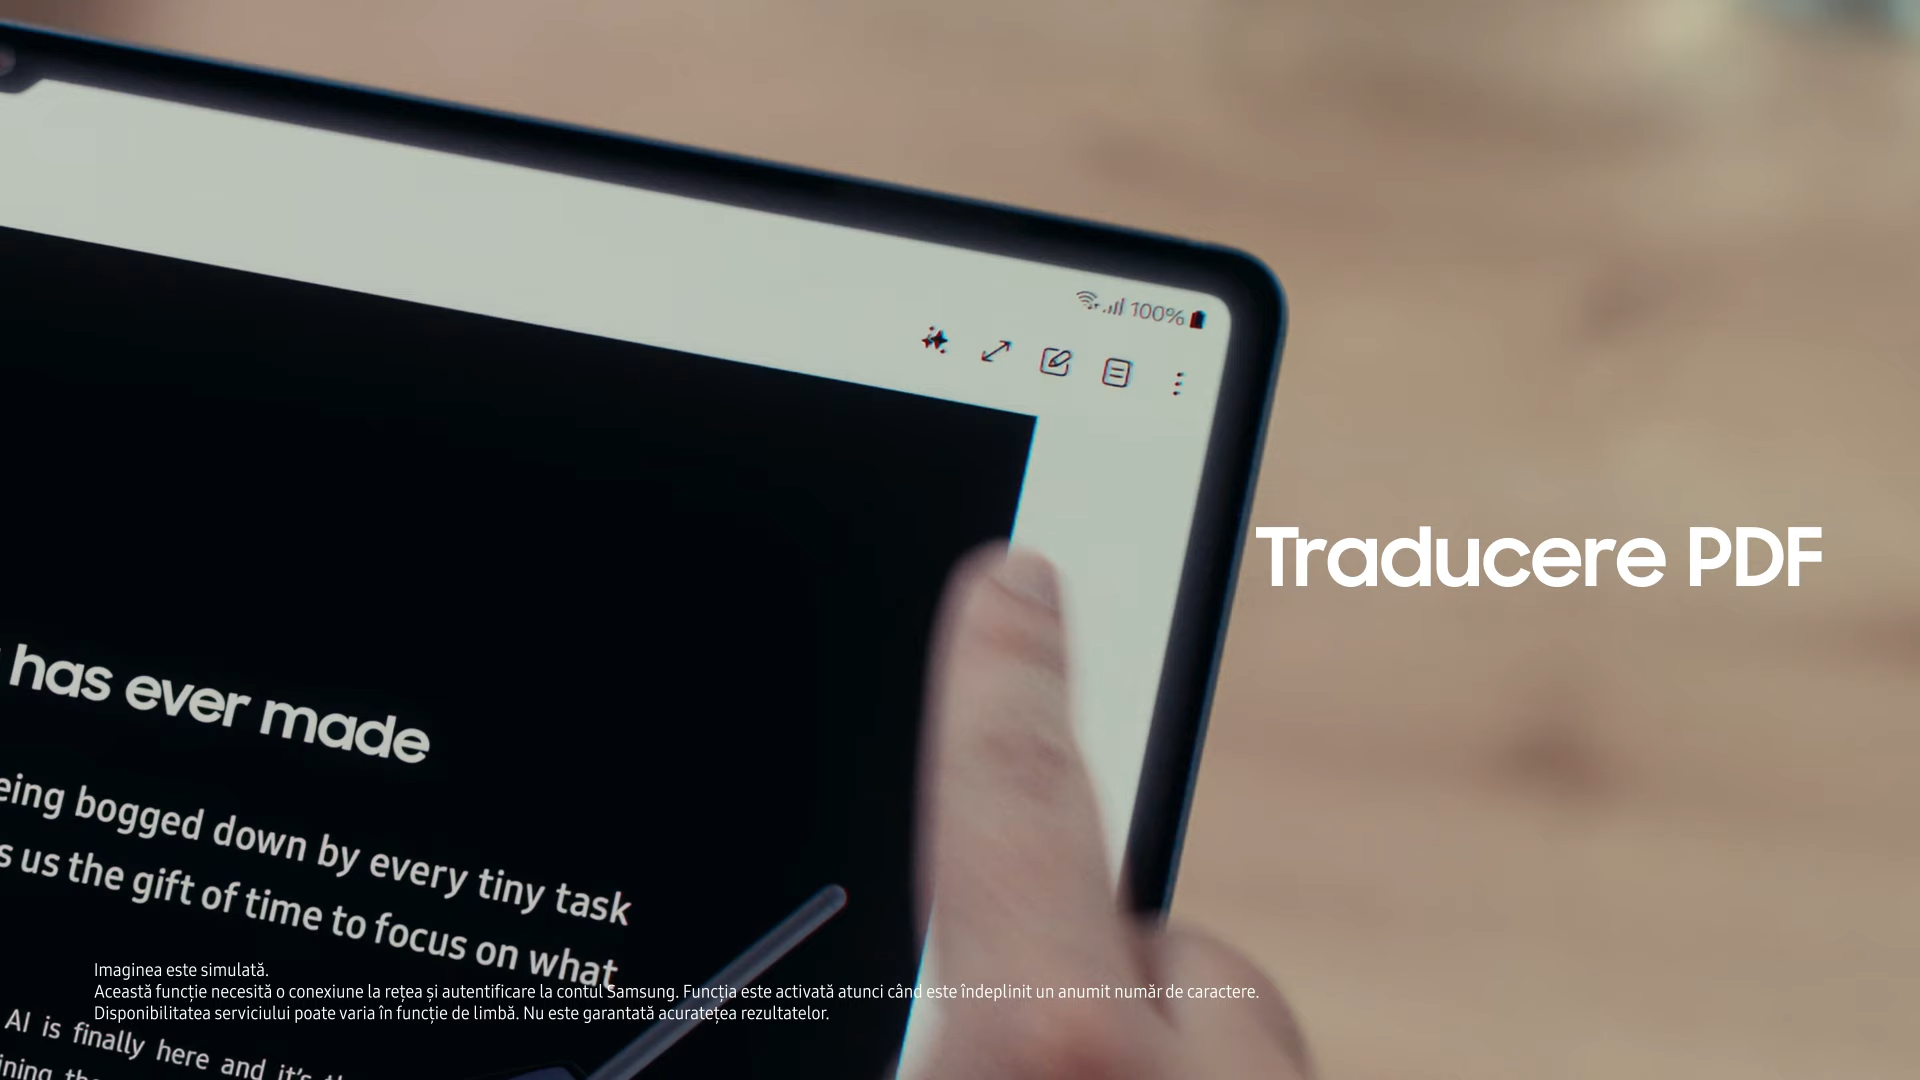 100%
Traducere PDF
has ever made
eing bogged down by every tiny task
s us the gift of time to focus on what
Imaginea este simulată.
Această funcție necesită o conexiune la rețea și autentificare la contul Samsung. Funcția este activată atunci când este îndeplinit un anumit număr de caractere.
Disponibilitatea serviciului poate varia în funcție de limbă. Nu este garantată acuratețea rezultatelor.
AI is finally here and it's